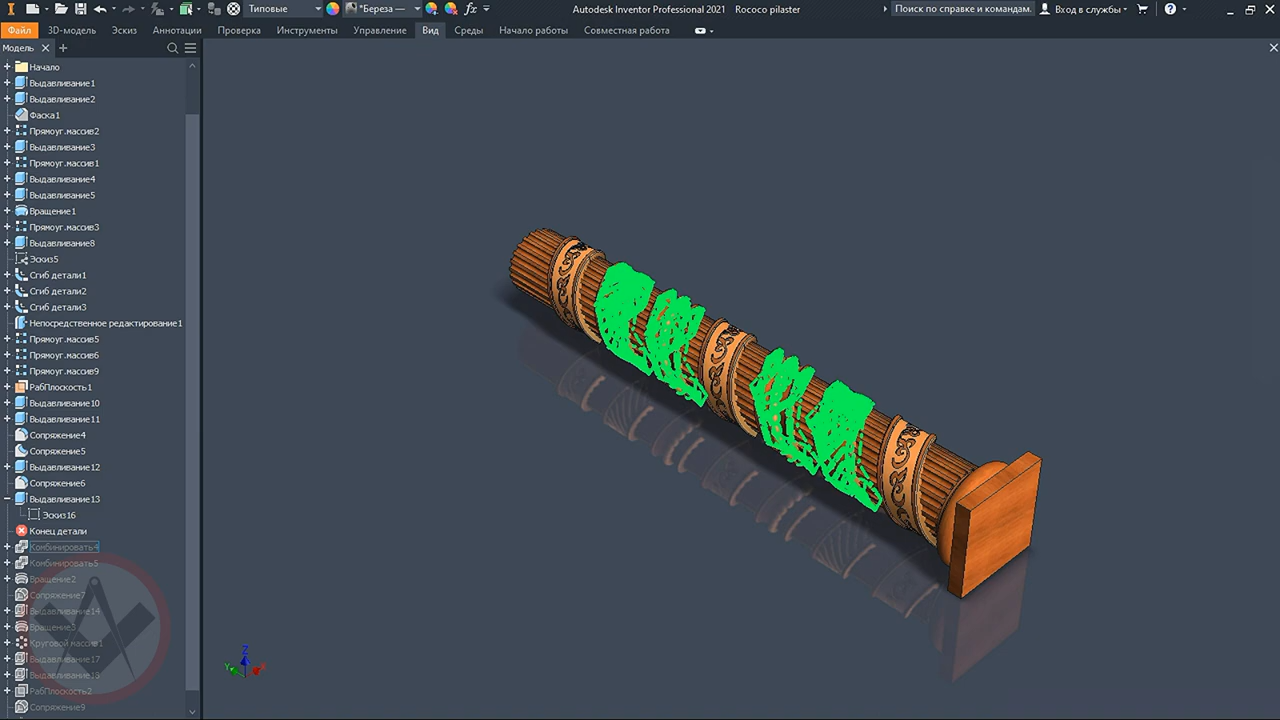 Типовые
*Береза —
fx
Autodesk Inventor Professional 2021 Rococo pilaster
Поиск по справке и командам.
Вход в службы
Файл 3D-модель Эскиз Аннотации Проверка Инструменты Управление Вид Среды Начало работы Совместная работа
Модель
Начало
Выдавливание1
Выдавливание2
Фаска1
Прямоуг.массив2
Выдавливание3
Прямоуг.массив1
Выдавливание4
Выдавливание5
Вращение1
Прямоуг.массив3
Выдавливание8
Эскиз5
Сгиб детали1
Сгиб детали2
Сгиб детали3
Непосредственное редактирование1
Прямоуг.массив5
Прямоуг.массив6
Прямоуг.массив9
РабПлоскость1
Выдавливание10
Выдавливание11
Сопряжение4
Сопряжение5
Выдавливание12
Сопряжение6
Выдавливание13
Эскиз16
Конец детали
Комбинировать4
Комбинировать5
Вращение2
Сопряжение7
Выдавливание14
Вращение3
Круговой массив1
Выдавливание17
РабПлоскость2
Сопряжение9
Z
Y
X